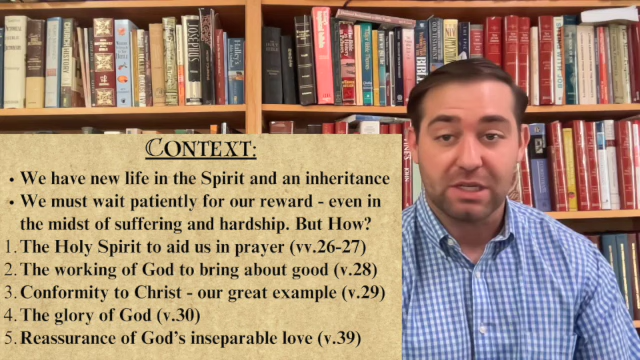 CONTEXT:
• We have new life in the Spirit and an inheritance
• We must wait patiently for our reward - even in
the midst of suffering and hardship. But How?
1. The Holy Spirit to aid us in prayer (vv.26-27)
2. The working of God to bring about good (v.28)
3. Conformity to Christ - our great example (v.29)
4. The glory of God (v.30)
5. Reassurance of God's inseparable love (v.39)
JOSEPHUS